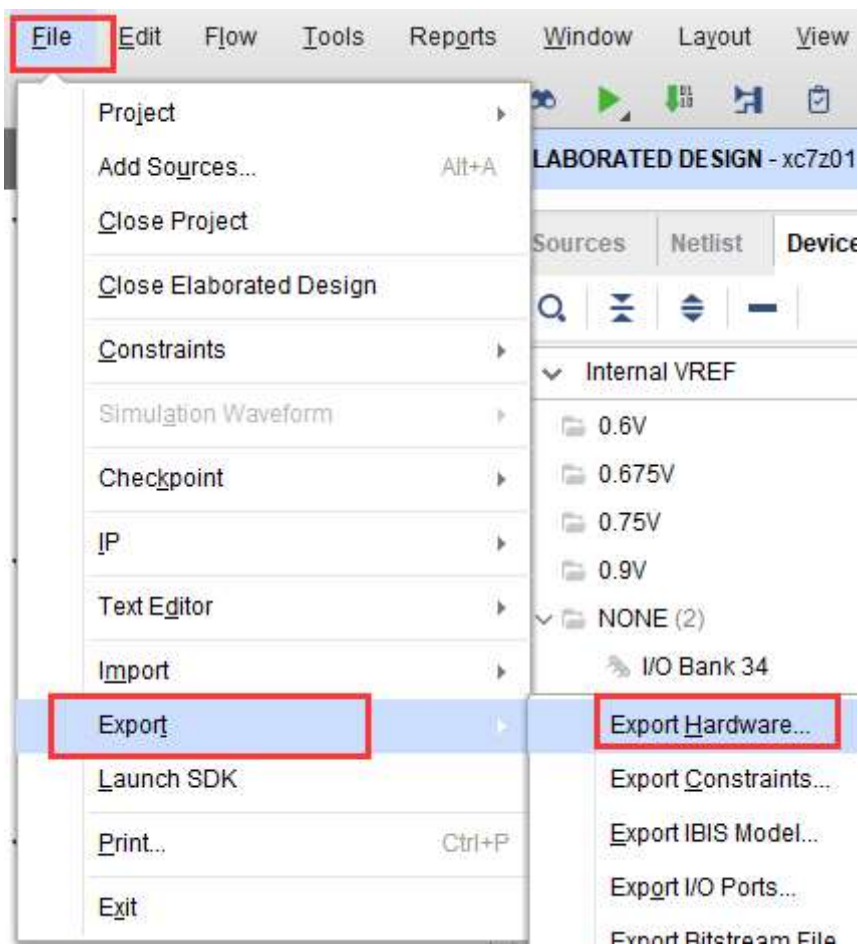 File Edit Flow Tools Reports Window Layout View
Project
Add Sources... Alt+A
Close Project
Close Elaborated Design
Constraints
Simulation Waveform
Checkpoint
IP
Text Editor
Import
Export
Launch SDK
Print... Ctrl+P
Exit
LABORATED DESIGN - xc7z01
Sources Netlist Device
Internal VREF
0.6V
0.675V
0.75V
0.9V
NONE (2)
I/O Bank 34
Export Hardware...
Export Constraints...
Export IBIS Model...
Export I/O Ports...
Export Bitstream File